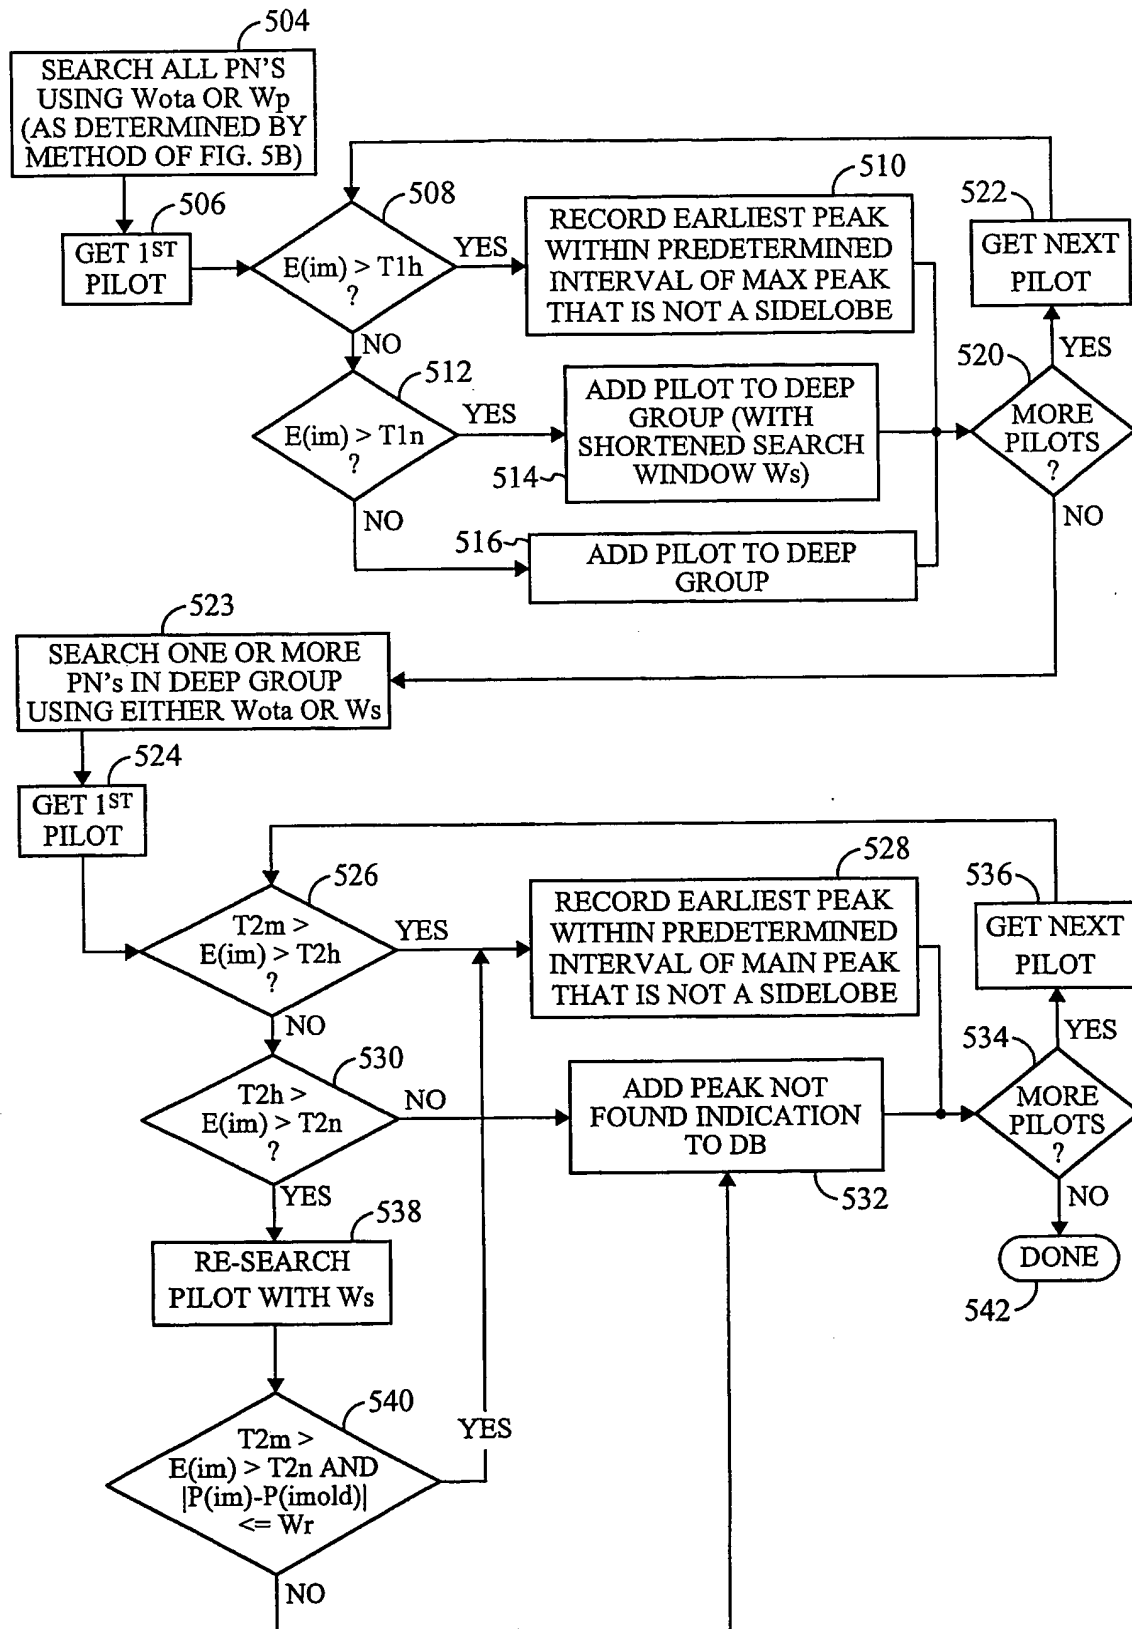 504
SEARCH ALL PN'S
USING Wota OR Wp
(AS DETERMINED BY
METHOD OF FIG. 5B)
506
GET 1ST
PILOT
508
E(im) > T1h
?
YES
NO
510
RECORD EARLIEST PEAK
WITHIN PREDETERMINED
INTERVAL OF MAX PEAK
THAT IS NOT A SIDELOBE
522
GET NEXT
PILOT
512
E(im) > T1n
?
YES
NO
ADD PILOT TO DEEP
GROUP (WITH
SHORTENED SEARCH
WINDOW Ws)
514
516
ADD PILOT TO DEEP
GROUP
520
YES
MORE
PILOTS
?
NO
523
SEARCH ONE OR MORE
PN's IN DEEP GROUP
USING EITHER Wota OR Ws
524
GET 1ST
PILOT
526
T2m >
E(im) > T2h
?
YES
NO
528
RECORD EARLIEST PEAK
WITHIN PREDETERMINED
INTERVAL OF MAIN PEAK
THAT IS NOT A SIDELOBE
536
GET NEXT
PILOT
530
T2h >
E(im) > T2n
?
NO
YES
ADD PEAK NOT
FOUND INDICATION
TO DB
532
534
YES
MORE
PILOTS
?
NO
DONE
542
538
RE-SEARCH
PILOT WITH Ws
540
T2m >
E(im) > T2n AND
|P(im)-P(imold)|
<= Wr
YES
NO